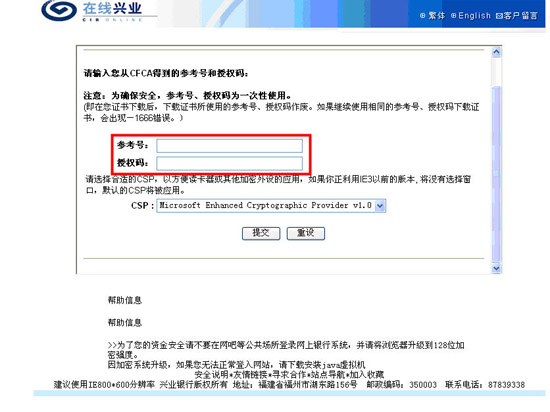 在线兴业
CIB ONLINE
繁体 English 客户留言
请输入您从CFCA得到的参考号和授权码:
注意: 为确保安全, 参考号、授权码为一次性使用。
(即在您证书下载后, 下载证书所使用的参考号、授权码作废。如果继续使用相同的参考号、授权码下载证
书, 会出现-1666错误。)
参考号:
授权码:
请选择合适的CSP, 以方便读卡器或其他加密外设的应用, 如果你正利用IE3以前的版本, 将没有选择窗
口, 默认的CSP将被应用。
CSP: Microsoft Enhanced Cryptographic Provider v1.0
提交 重设
帮助信息
帮助信息
>>为了您的资金安全请不要在网吧等公共场所登录网上银行系统, 并请将浏览器升级到128位加
密强度。
因加密系统升级, 如果您无法正常登入网站, 请下载安装java虚拟机
安全说明*友情链接*寻求合作*站点导航*加入收藏
建议使用IE800*600分辨率 兴业银行版权所有 地址: 福建省福州市湖东路156号 邮政编码: 350003 联系电话: 87839338